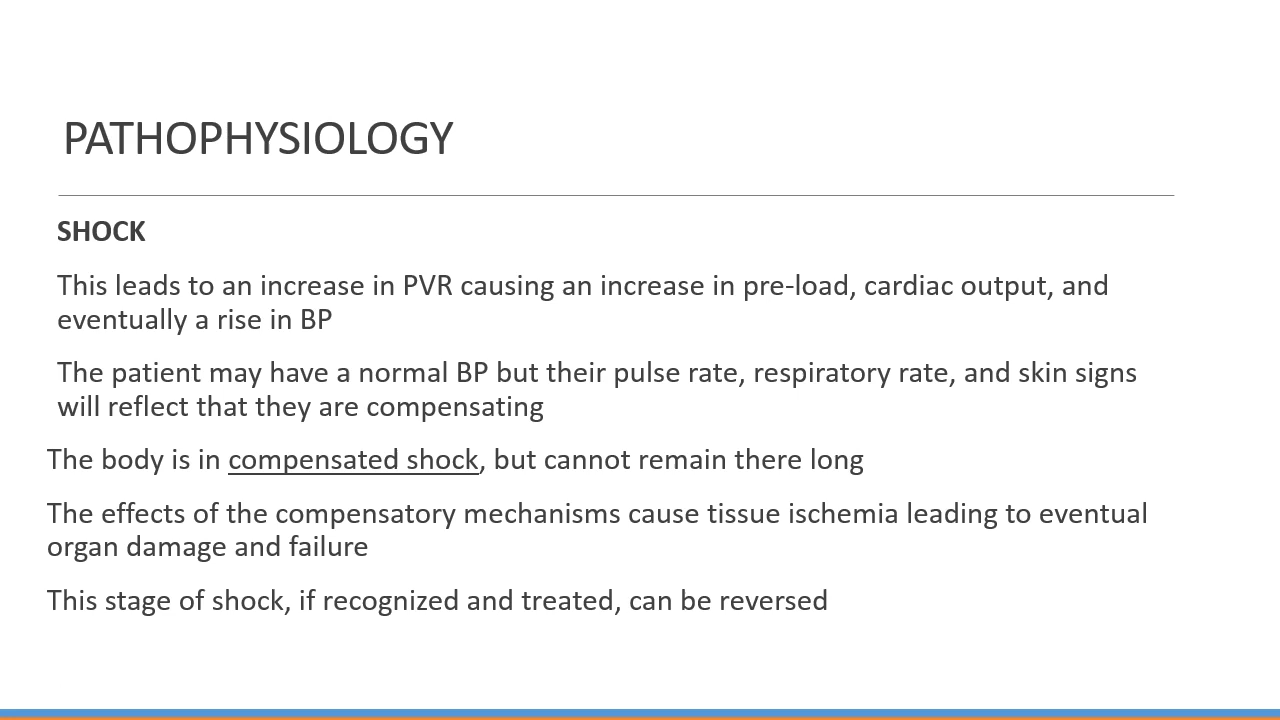 PATHOPHYSIOLOGY
SHOCK
This leads to an increase in PVR causing an increase in pre-load, cardiac output, and
eventually a rise in BP
The patient may have a normal BP but their pulse rate, respiratory rate, and skin signs
will reflect that they are compensating
The body is in compensated shock, but cannot remain there long
The effects of the compensatory mechanisms cause tissue ischemia leading to eventual
organ damage and failure
This stage of shock, if recognized and treated, can be reversed